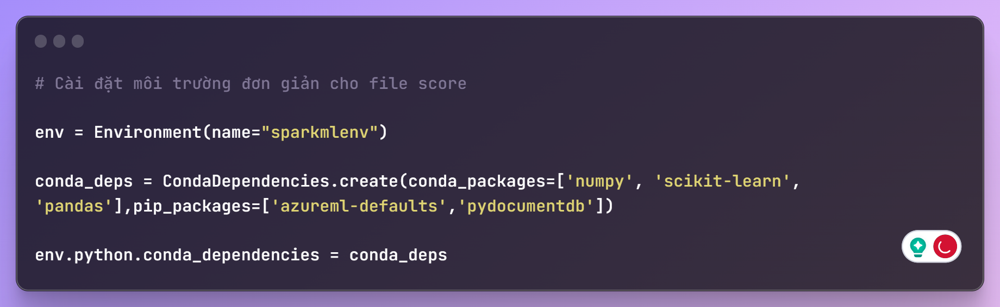 # Cài đặt môi trường đơn giản cho file score
env = Environment(name="sparkmlenv")
conda_deps = CondaDependencies.create(conda_packages=['numpy', 'scikit-learn',
'pandas'],pip_packages=['azureml-defaults','pydocumentdb'])
env.python.conda_dependencies = conda_deps